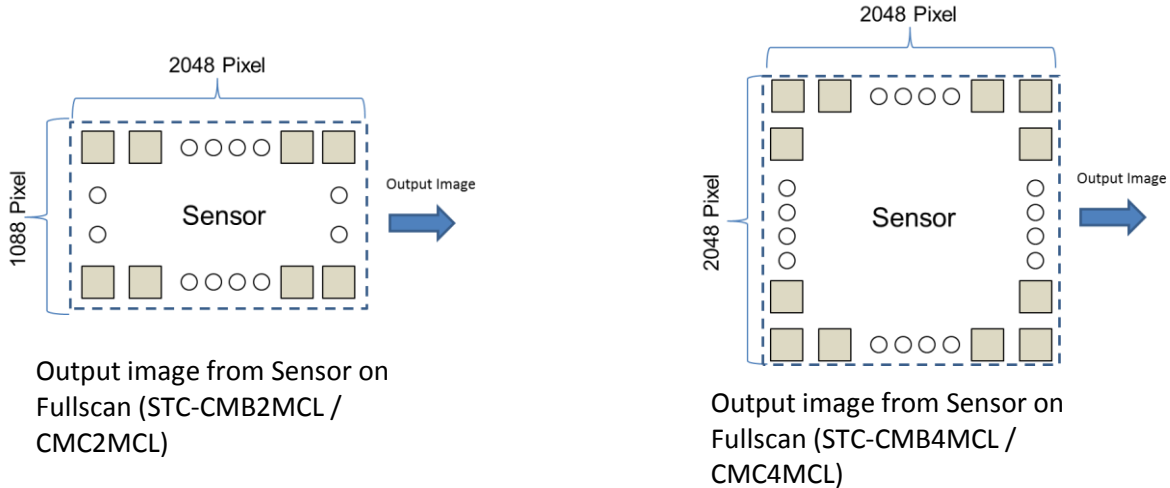 2048 Pixel
1088 Pixel
Sensor
Output Image
Output image from Sensor on
Fullscan (STC-CMB2MCL /
CMC2MCL)
2048 Pixel
2048 Pixel
Sensor
Output Image
Output image from Sensor on
Fullscan (STC-CMB4MCL /
CMC4MCL)